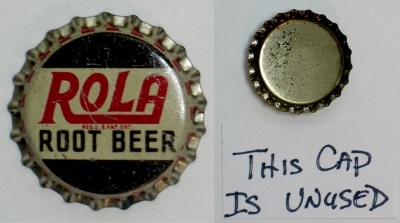 ROLA
REG. U.S. PAT. OFF.
ROOT BEER
THIS CAP
IS UNUSED